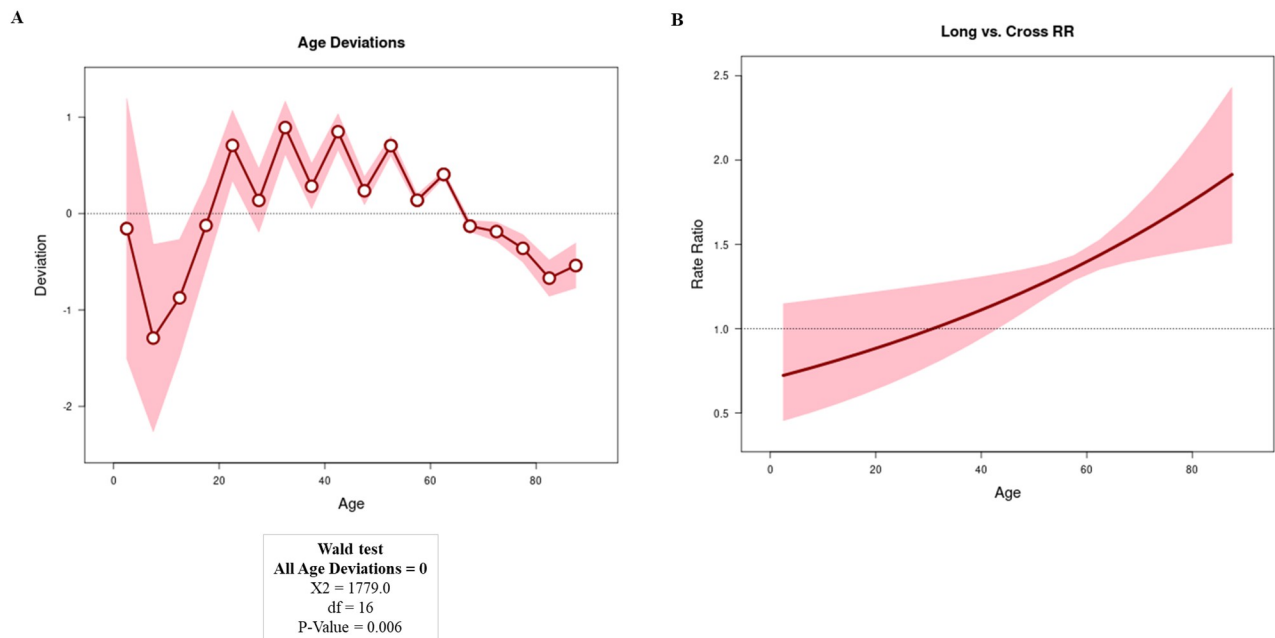 A
Age Deviations
1
0
-1
-2
Deviation
0
20
40
60
80
Age
Wald test
All Age Deviations = 0
X2 = 1779.0
df = 16
P-Value = 0.006
B
Long vs. Cross RR
2.5
2.0
1.5
1.0
0.5
Rate Ratio
0
20
40
60
80
Age